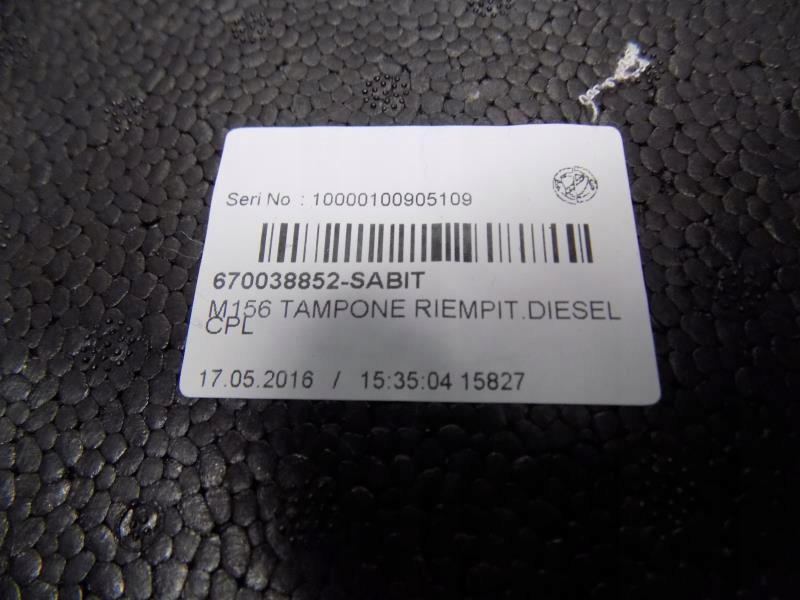 Seri No : 10000100905109
670038852-SABIT
M156 TAMPONE RIEMPIT.DIESEL
CPL
17.05.2016 / 15:35:04 15827